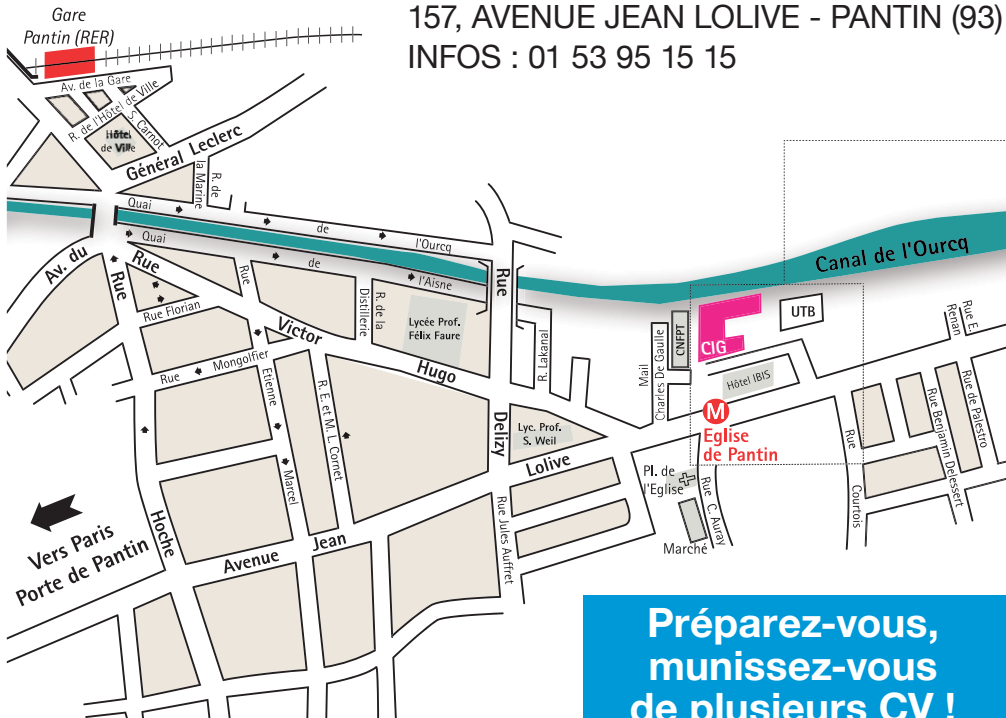 157, AVENUE JEAN LOLIVE - PANTIN (93)
INFOS : 01 53 95 15 15
Gare
Pantin (RER)
Av. de la Gare
R. de l'Hôtel de Ville
S. Carnot
Hôtel
de Ville
Général Leclerc
R. de
la Marine
Quai
de
l'Ourcq
Quai
de
l'Aisne
Canal de l'Ourcq
Av. du
Rue
Hoche
Rue
Victor
Hugo
Rue Florian
Rue
Mongolfier
Rue
Etienne
Marcel
R. de la
Distillerie
Lycée Prof.
Félix Faure
R. E. et M. L. Cornet
Rue
Delizy
R. Lakanal
Lyc. Prof.
S. Weil
Mail
Charles De Gaulle
CNFPT
CIG
UTB
Hôtel IBIS
M
Eglise
de Pantin
Pl. de
l'Eglise
Marché
Rue C. Auray
Rue
Courtois
Rue Benjamin Delessert
Rue de Palestro
Rue E.
Renan
Avenue
Jean
Lolive
Rue Jules Auffret
Vers Paris
Porte de Pantin
Préparez-vous,
munissez-vous
de plusieurs CV !